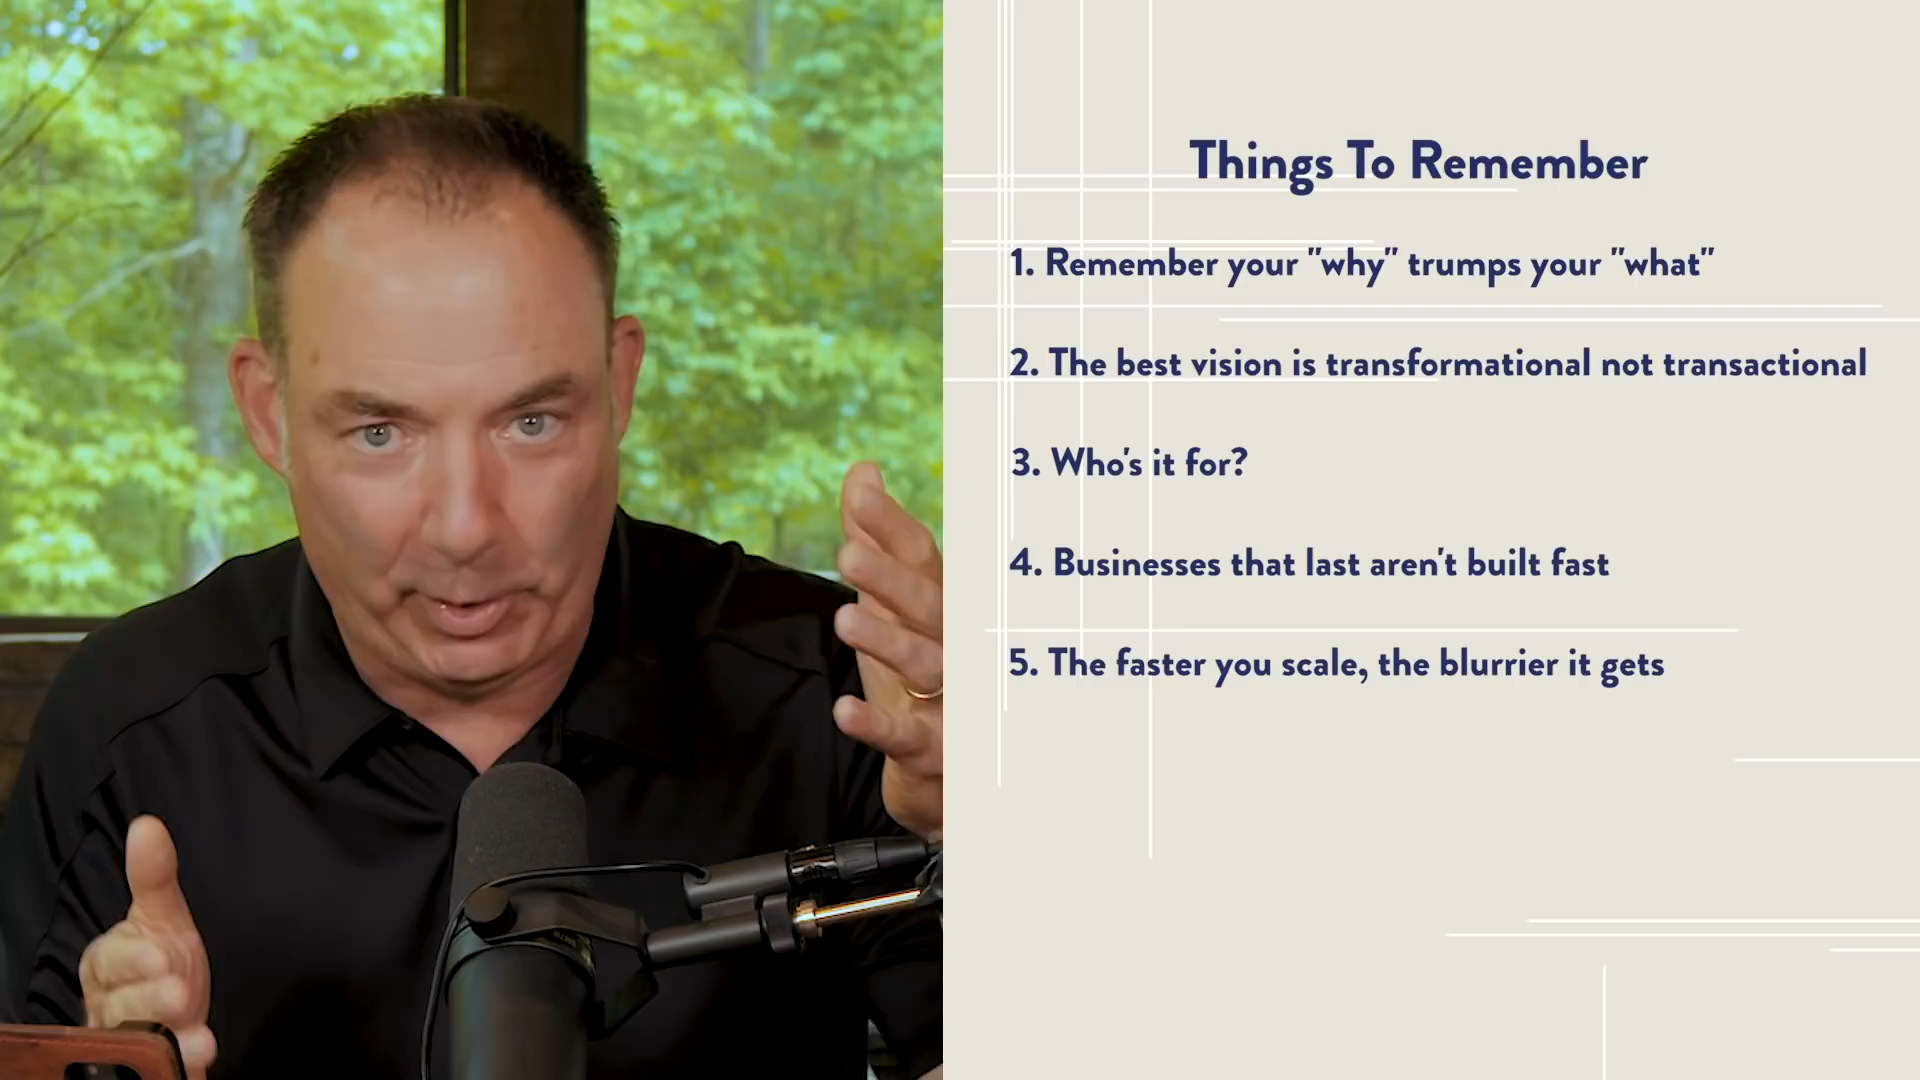 Things To Remember
1. Remember your "why" trumps your "what"
2. The best vision is transformational not transactional
3. Who's it for?
4. Businesses that last aren't built fast
5. The faster you scale, the blurrier it gets